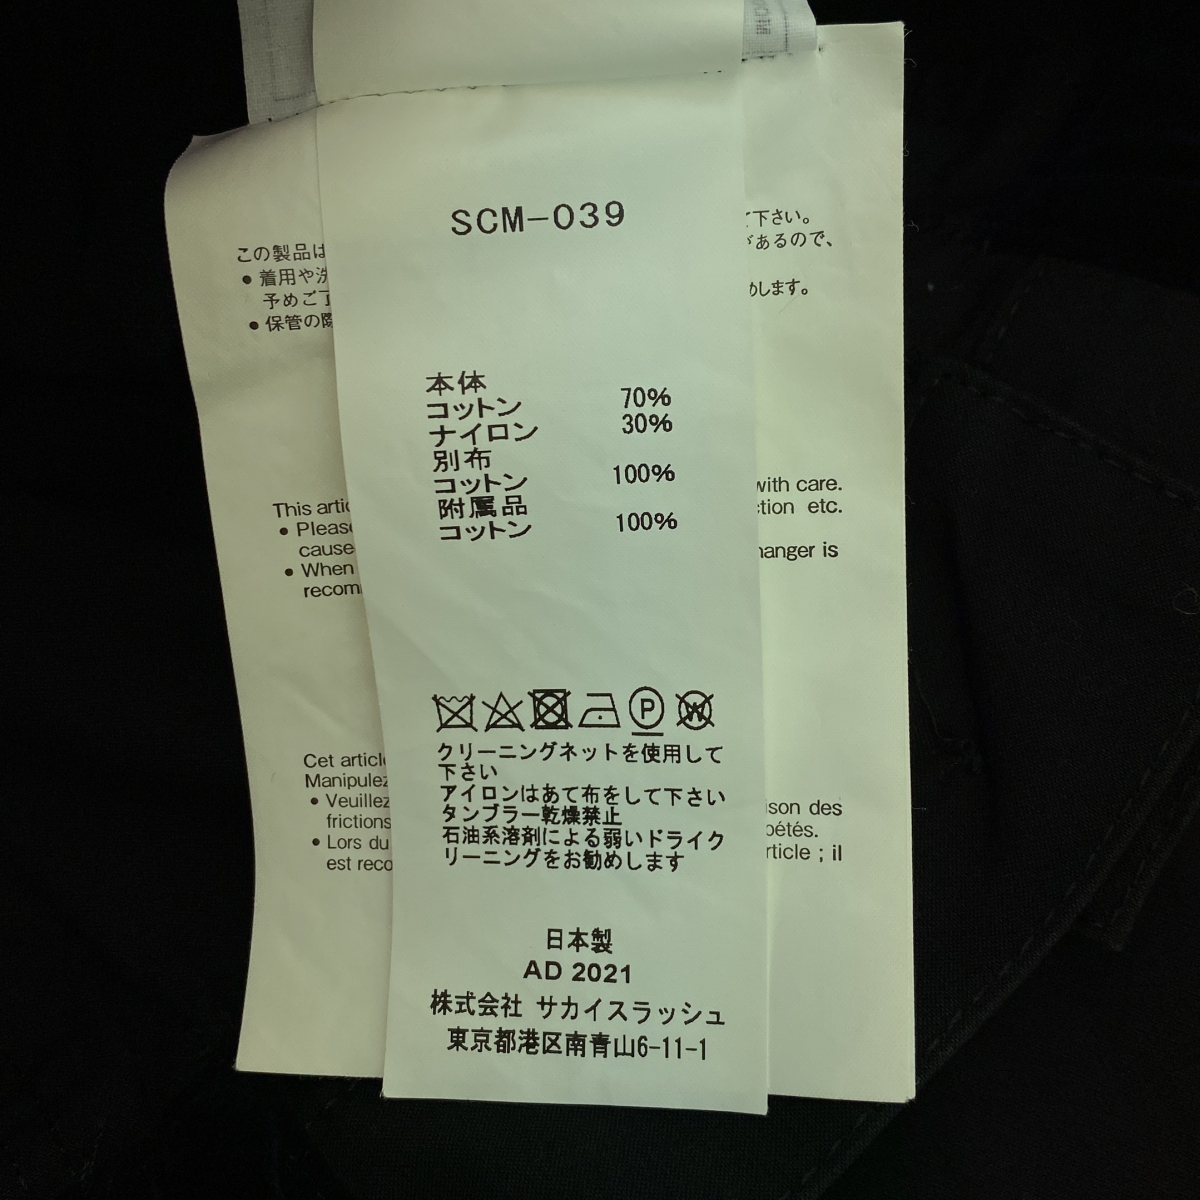 SCM-039
本体
コットン 70%
ナイロン 30%
別布
コットン 100%
附属品
コットン 100%
P
W
クリーニングネットを使用して
下さい
アイロンはあて布をして下さい
タンブラー乾燥禁止
石油系溶剤による弱いドライク
リーニングをお勧めします
日本製
AD 2021
株式会社 サカイスラッシュ
東京都港区南青山6-11-1
この製品は
て下さい。
● 着用や洗
があるので、
予めご了
めします。
● 保管の際
This artic
with care.
● Please
ction etc.
cause
● When
hanger is
recom
Cet article
Manipulez
● Veuillez
ison des
frictions
pétés.
● Lors du
rticle ; il
est reco